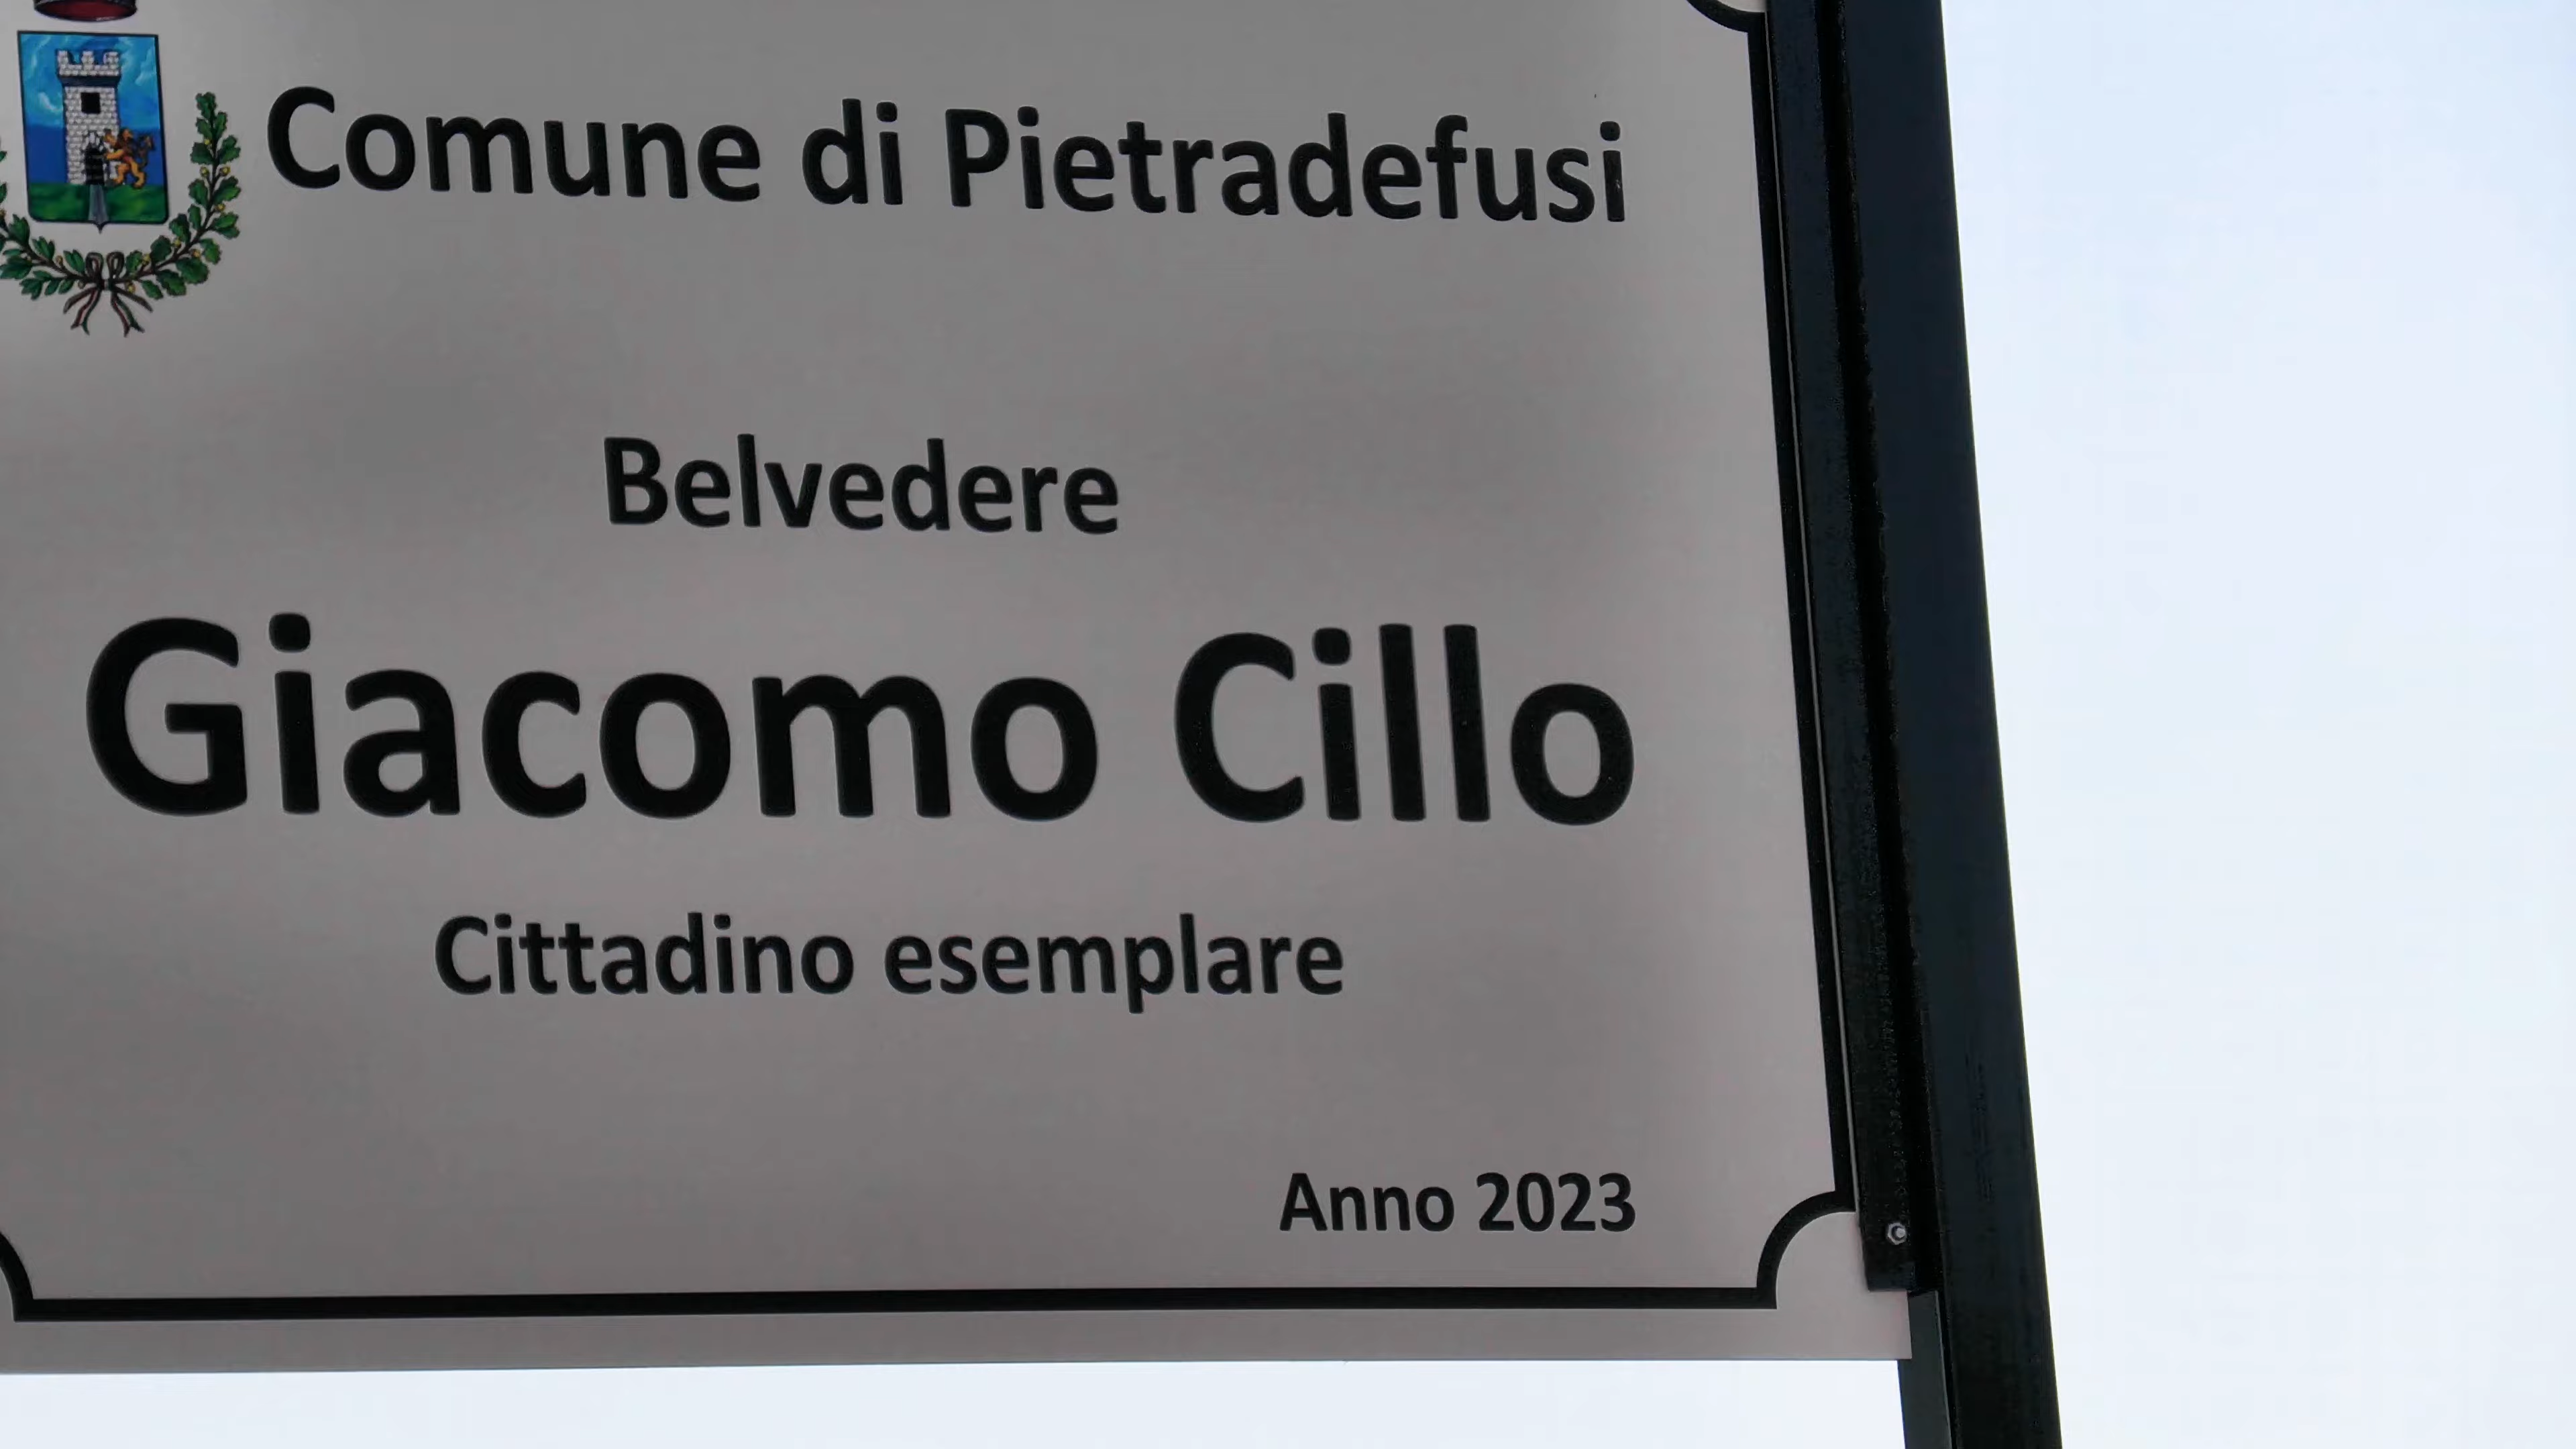 Comune di Pietradefusi
Belvedere
Giacomo Cillo
Cittadino esemplare
Anno 2023